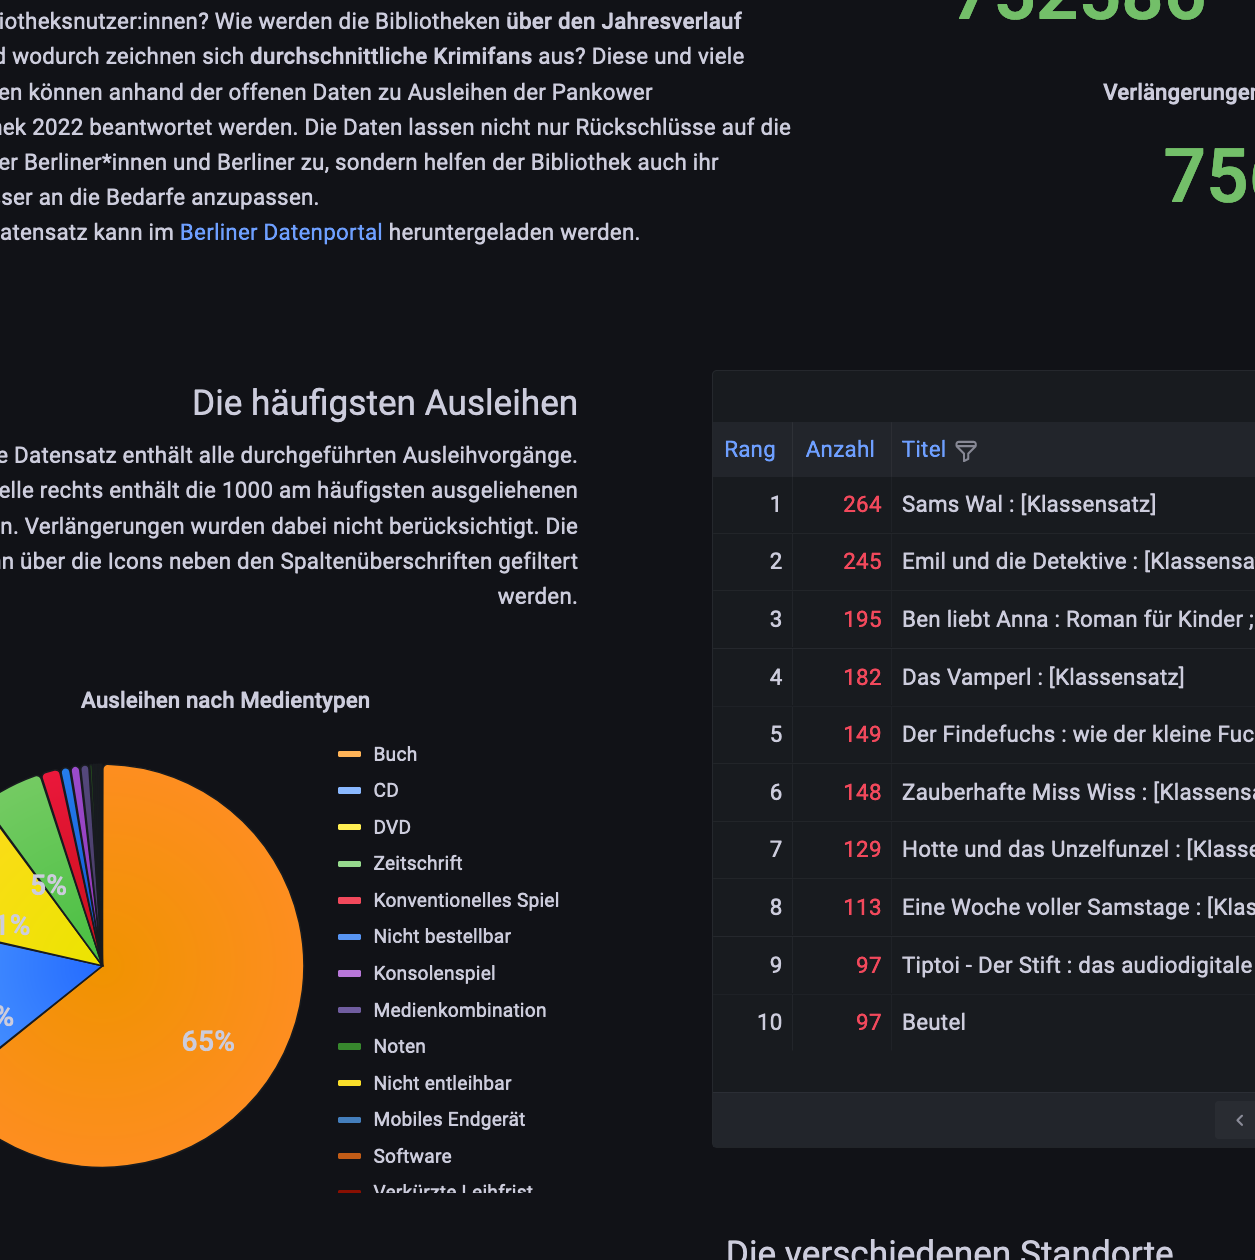 iotheksnutzer:innen? Wie werden die Bibliotheken über den Jahresverlauf
d wodurch zeichnen sich durchschnittliche Krimifans aus? Diese und viele
en können anhand der offenen Daten zu Ausleihen der Pankower
ek 2022 beantwortet werden. Die Daten lassen nicht nur Rückschlüsse auf die
er Berliner*innen und Berliner zu, sondern helfen der Bibliothek auch ihr
ser an die Bedarfe anzupassen.
atensatz kann im Berliner Datenportal heruntergeladen werden.
Verlängerungen
75
Die häufigsten Ausleihen
e Datensatz enthält alle durchgeführten Ausleihvorgänge.
elle rechts enthält die 1000 am häufigsten ausgeliehenen
n. Verlängerungen wurden dabei nicht berücksichtigt. Die
n über die Icons neben den Spaltenüberschriften gefiltert
werden.
Ausleihen nach Medientypen
Buch
CD
DVD
Zeitschrift
Konventionelles Spiel
Nicht bestellbar
Konsolenspiel
Medienkombination
Noten
Nicht entleihbar
Mobiles Endgerät
Software
Verkürzte Leihfrist
5%
1%
%
65%
Rang Anzahl Titel
1 264 Sams Wal : [Klassensatz]
2 245 Emil und die Detektive : [Klassensa
3 195 Ben liebt Anna : Roman für Kinder ;
4 182 Das Vamperl : [Klassensatz]
5 149 Der Findefuchs : wie der kleine Fuc
6 148 Zauberhafte Miss Wiss : [Klassensa
7 129 Hotte und das Unzelfunzel : [Klasse
8 113 Eine Woche voller Samstage : [Klas
9 97 Tiptoi - Der Stift : das audiodigitale
10 97 Beutel
Die verschiedenen Standorte